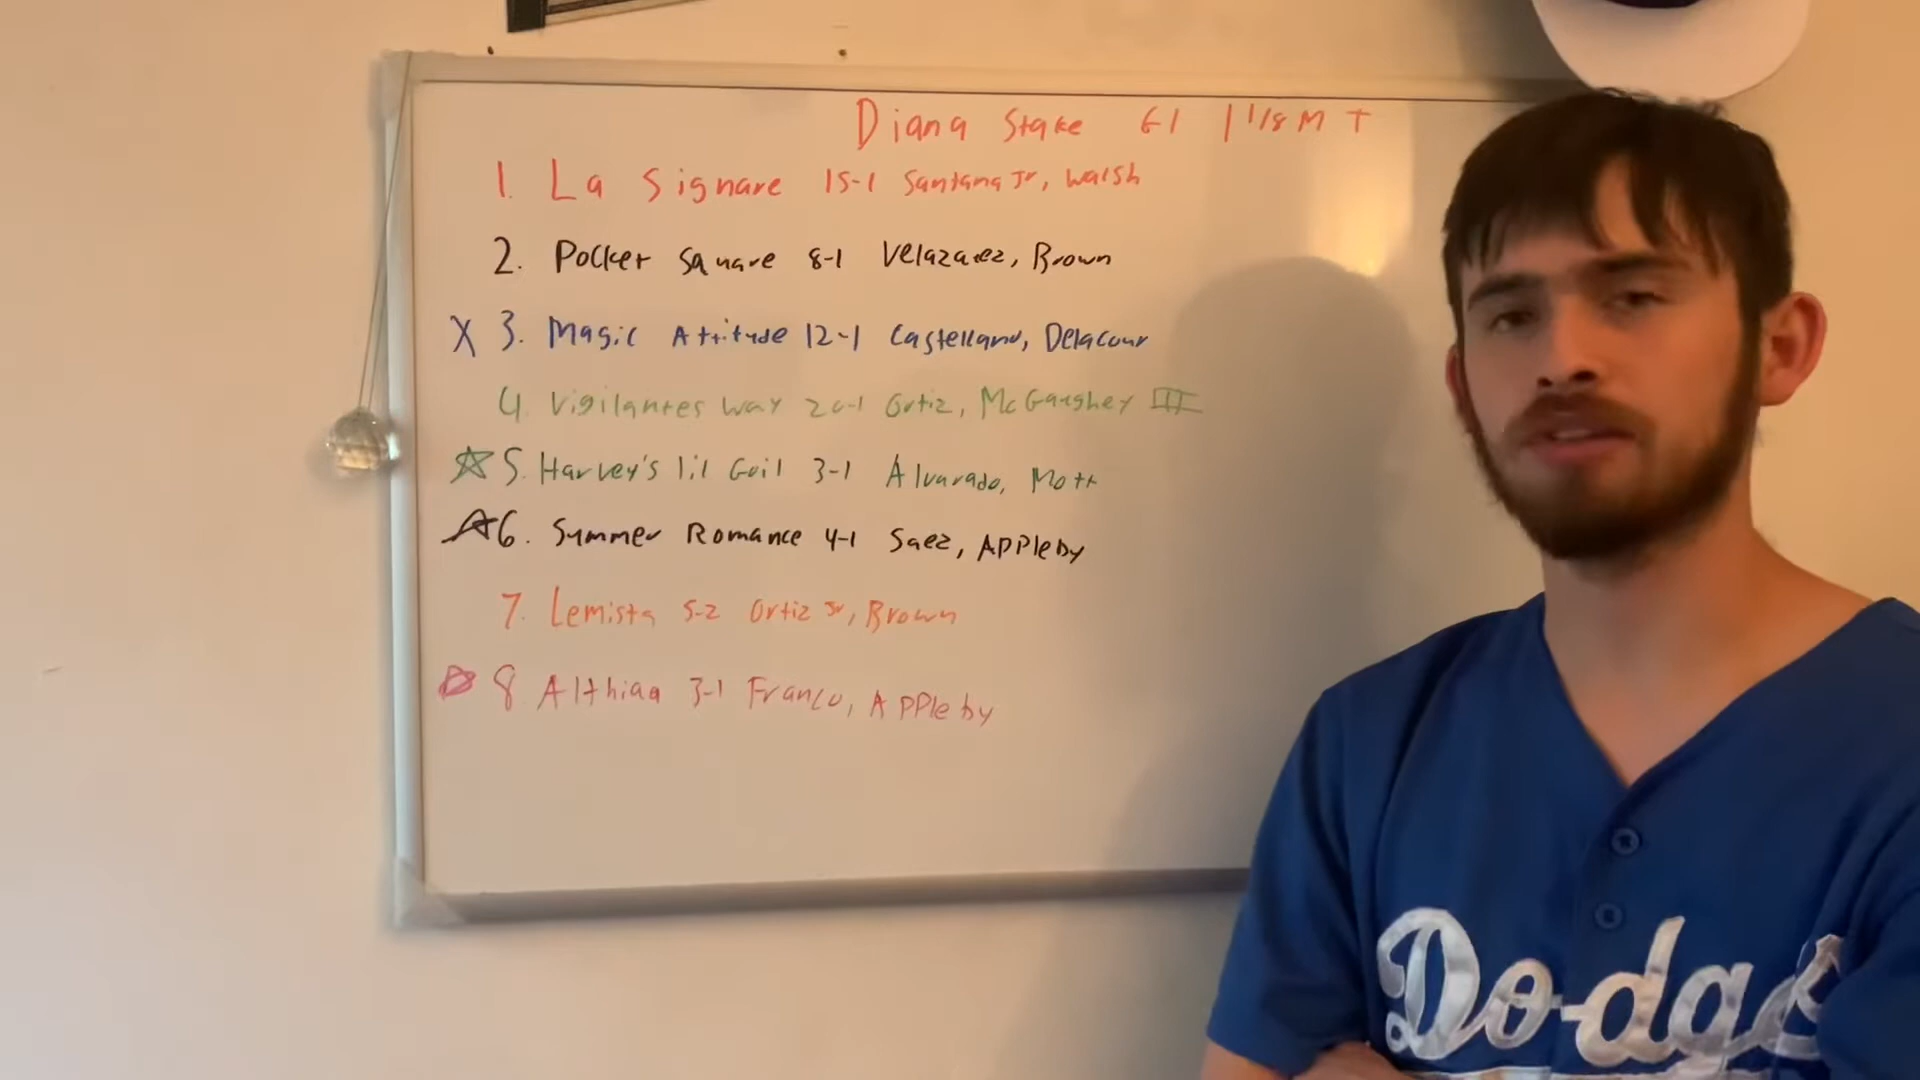 Diana Stake G1 1 1/8 M T
1. La Signare 15-1 Santana Jr, Walsh
2. Pocket Square 8-1 Velazquez, Brown
X 3. Magic Attitude 12-1 Castellano, Delacour
4. Vigilantes Way 20-1 Ortiz, McGaughey III
☆ 5. Harvey's lil Goil 3-1 Alvarado, Mott
☆ 6. Summer Romance 4-1 Saez, Appleby
7. Lemista 5-2 Ortiz Jr, Brown
☆ 8 Althiqa 3-1 Franco, Appleby
Dodge